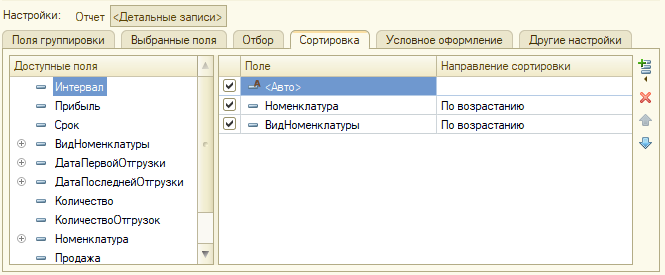 Настройки: Отчет <Детальные записи>
Поля группировки Выбранные поля Отбор Сортировка Условное оформление Другие настройки
Доступные поля
Интервал
Прибыль
Срок
ВидНоменклатуры
ДатаПервойОтгрузки
ДатаПоследнейОтгрузки
Количество
КоличествоОтгрузок
Номенклатура
Продажа
Поле Направление сортировки
<Авто>
Номенклатура По возрастанию
ВидНоменклатуры По возрастанию